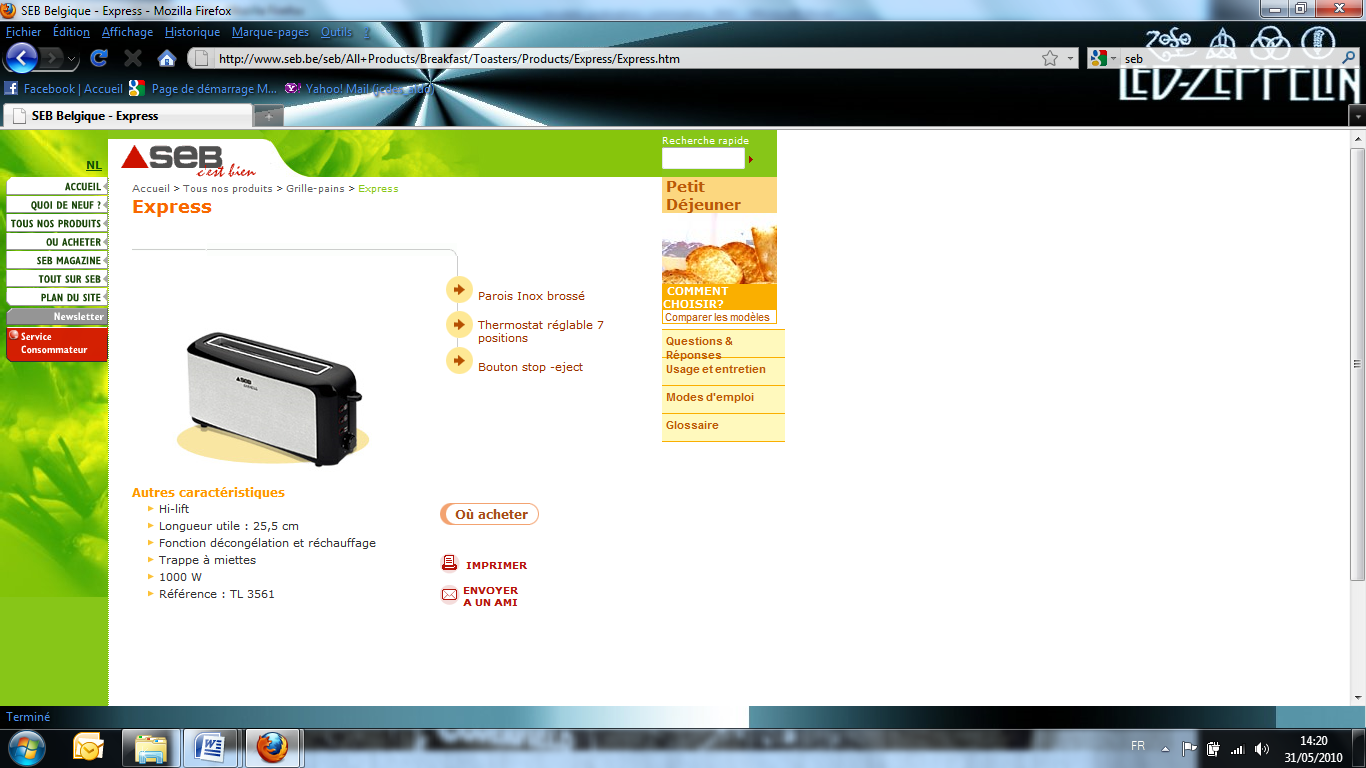 SEB Belgique - Express - Mozilla Firefox
Fichier Édition Affichage Historique Marque-pages Outils ?
http://www.seb.be/seb/All+Products/Breakfast/Toasters/Products/Express/Express.htm
seb
Facebook | Accueil Page de démarrage M... Yahoo! Mail
LED-ZEPPELIN
SEB Belgique - Express
NL
ACCUEIL
QUOI DE NEUF ?
TOUS NOS PRODUITS
OU ACHETER
SEB MAGAZINE
TOUT SUR SEB
PLAN DU SITE
Newsletter
Service
Consommateur
SEB
c'est bien
Recherche rapide
Accueil > Tous nos produits > Grille-pains > Express
Express
Parois Inox brossé
Thermostat réglable 7
positions
Bouton stop -eject
SEB
EXPRESS
Autres caractéristiques
Hi-lift
Longueur utile : 25,5 cm
Fonction décongélation et réchauffage
Trappe à miettes
1000 W
Référence : TL 3561
Où acheter
IMPRIMER
ENVOYER
A UN AMI
Petit
Déjeuner
COMMENT
CHOISIR?
Comparer les modèles
Questions &
Réponses
Usage et entretien
Modes d'emploi
Glossaire
Terminé
FR
14:20
31/05/2010